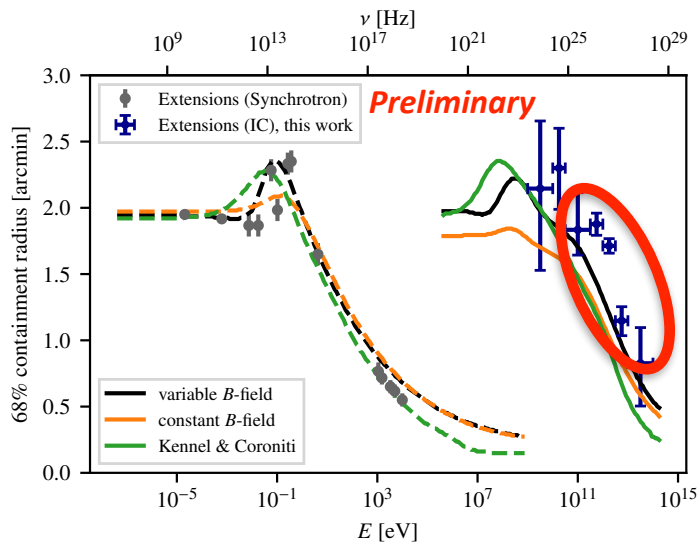 ν [Hz]
10^9 10^13 10^17 10^21 10^25 10^29
3.0
2.5
2.0
1.5
1.0
0.5
0.0
68% containment radius [arcmin]
Extensions (Synchrotron)
Extensions (IC), this work
Preliminary
variable B-field
constant B-field
Kennel & Coroniti
10^−5 10^−1 10^3 10^7 10^11 10^15
E [eV]